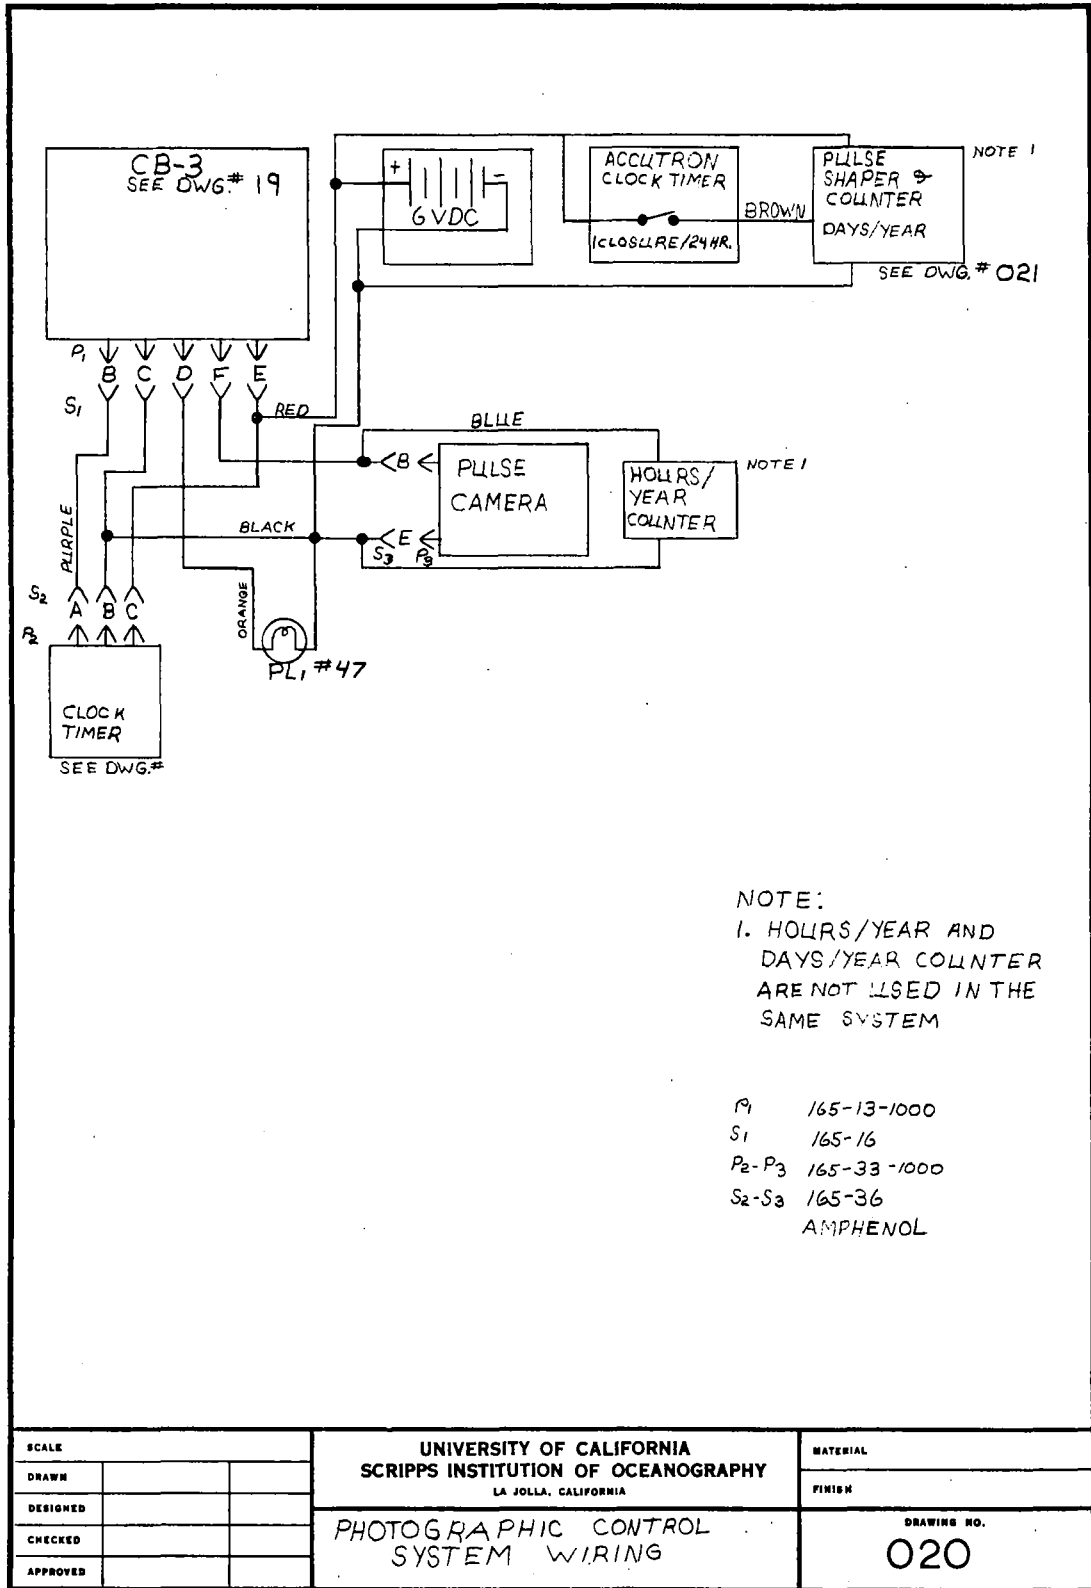 CB-3
SEE DWG.# 19
+ -
6 VDC
ACCUTRON
CLOCK TIMER
1 CLOSURE/24 HR.
BROWN
PULSE
SHAPER &
COUNTER
DAYS/YEAR
NOTE 1
SEE DWG.# 021
P1
B C D F E
S1
RED
BLUE
B
PULSE
CAMERA
HOURS/
YEAR
COUNTER
NOTE 1
PURPLE
BLACK
E
S3 P3
ORANGE
S2
A B C
P2
PL1 #47
CLOCK
TIMER
SEE DWG.#
NOTE:
1. HOURS/YEAR AND
DAYS/YEAR COUNTER
ARE NOT USED IN THE
SAME SYSTEM
P1 165-13-1000
S1 165-16
P2-P3 165-33-1000
S2-S3 165-36
AMPHENOL
SCALE
DRAWN
DESIGNED
CHECKED
APPROVED
UNIVERSITY OF CALIFORNIA
SCRIPPS INSTITUTION OF OCEANOGRAPHY
LA JOLLA, CALIFORNIA
PHOTOGRAPHIC CONTROL
SYSTEM WIRING
MATERIAL
FINISH
DRAWING NO.
020